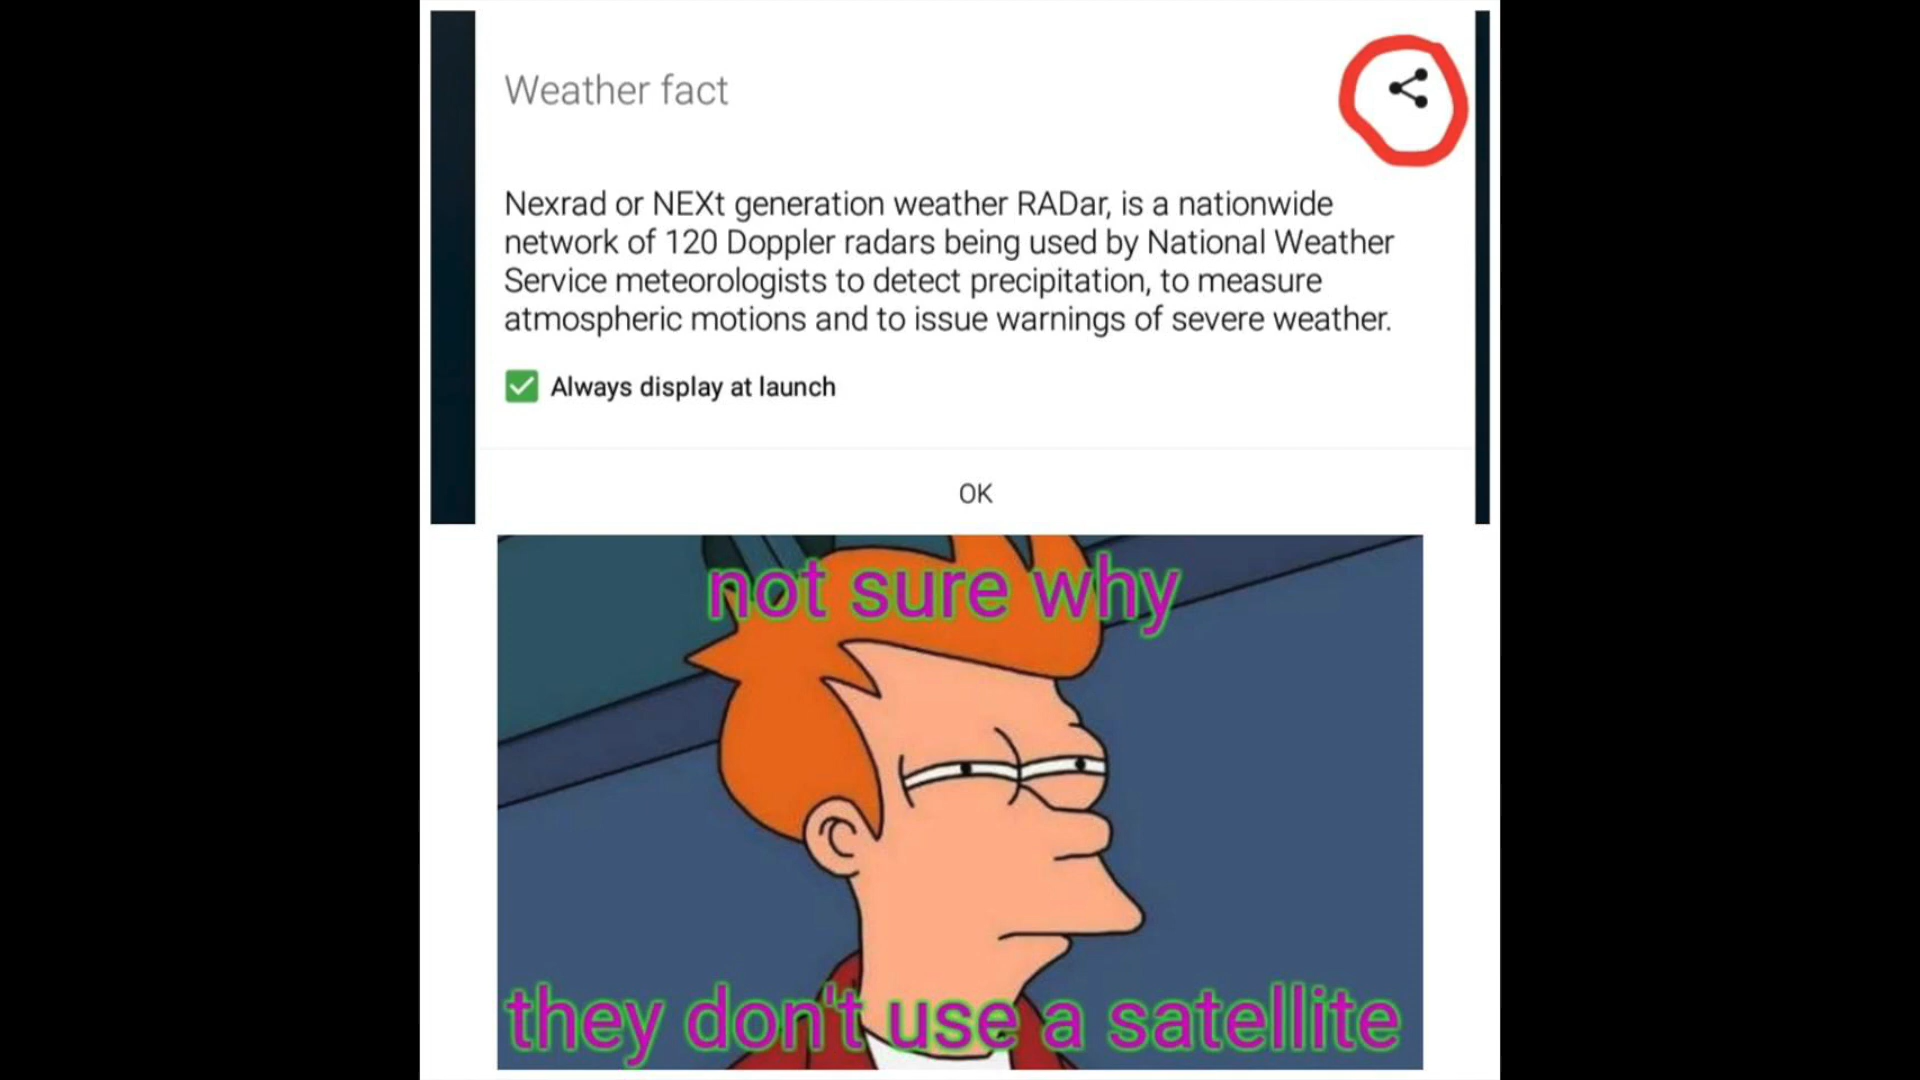 Weather fact
Nexrad or NEXt generation weather RADar, is a nationwide
network of 120 Doppler radars being used by National Weather
Service meteorologists to detect precipitation, to measure
atmospheric motions and to issue warnings of severe weather.
Always display at launch
OK
not sure why
they don't use a satellite